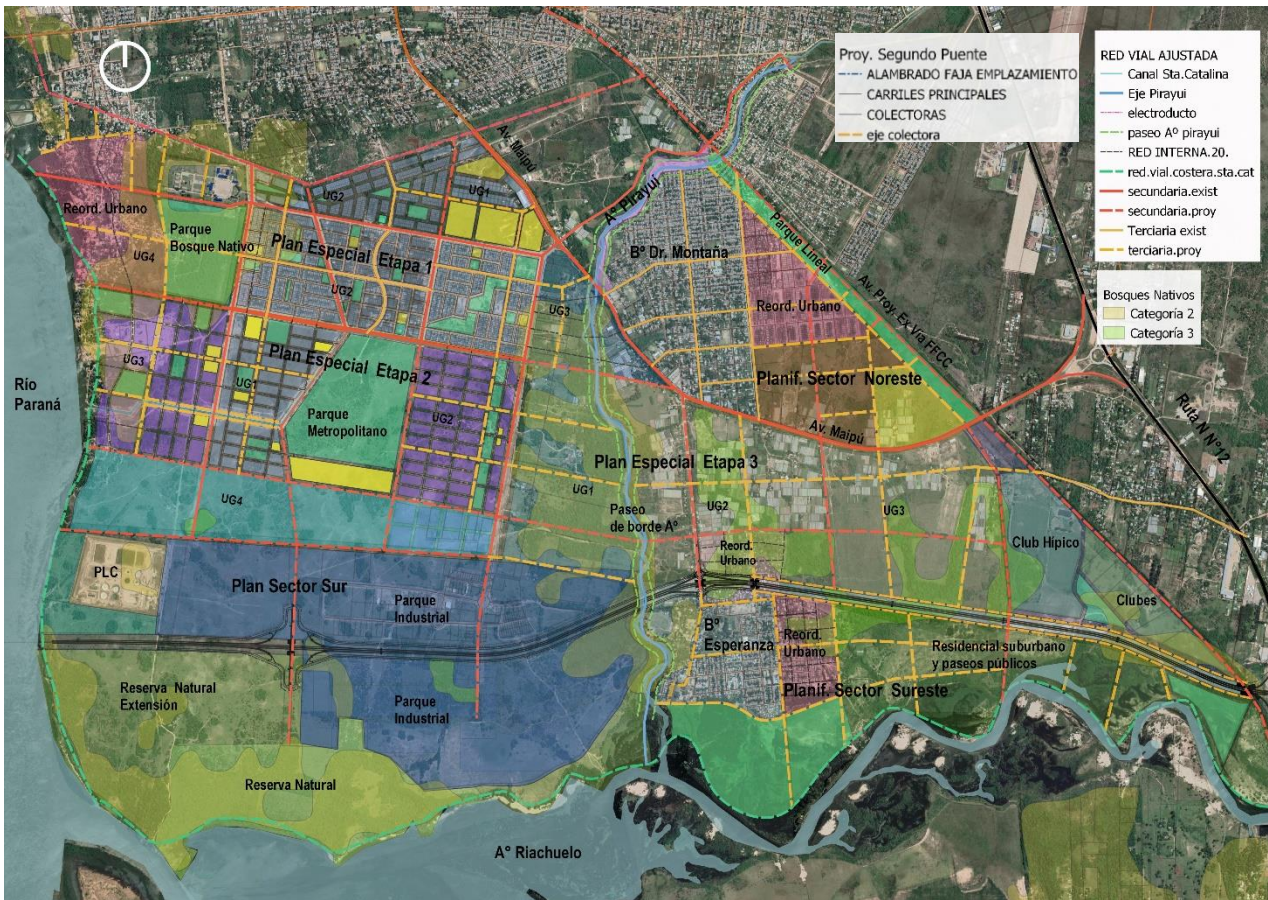 Proy. Segundo Puente
ALAMBRADO FAJA EMPLAZAMIENTO
CARRILES PRINCIPALES
COLECTORAS
eje colectora
RED VIAL AJUSTADA
Canal Sta.Catalina
Eje Pirayui
electroducto
paseo Aº pirayui
RED INTERNA.20.
red.vial.costera.sta.cat
secundaria.exist
secundaria.proy
Terciaria exist
terciaria.proy
Bosques Nativos
Categoría 2
Categoría 3
Av. Maipú
UG2
UG1
Reord. Urbano
Parque
Bosque Nativo
UG4
Plan Especial Etapa 1
UG2
Aº Pirayuí
Bº Dr. Montaña
Parque Lineal
Av. Proy. Ex Vía FFCC
Reord. Urbano
UG3
Planif. Sector Noreste
Ruta N Nº12
Río
Paraná
UG3
Plan Especial Etapa 2
UG1
Parque
Metropolitano
UG2
Av. Maipú
Plan Especial Etapa 3
UG4
UG1
Paseo
de borde Aº
UG2
UG3
Reord.
Urbano
Club Hípico
PLC
Plan Sector Sur
Parque
Industrial
Clubes
Bº
Esperanza
Reord.
Urbano
Residencial suburbano
y paseos públicos
Planif. Sector Sureste
Reserva Natural
Extensión
Parque
Industrial
Reserva Natural
A° Riachuelo